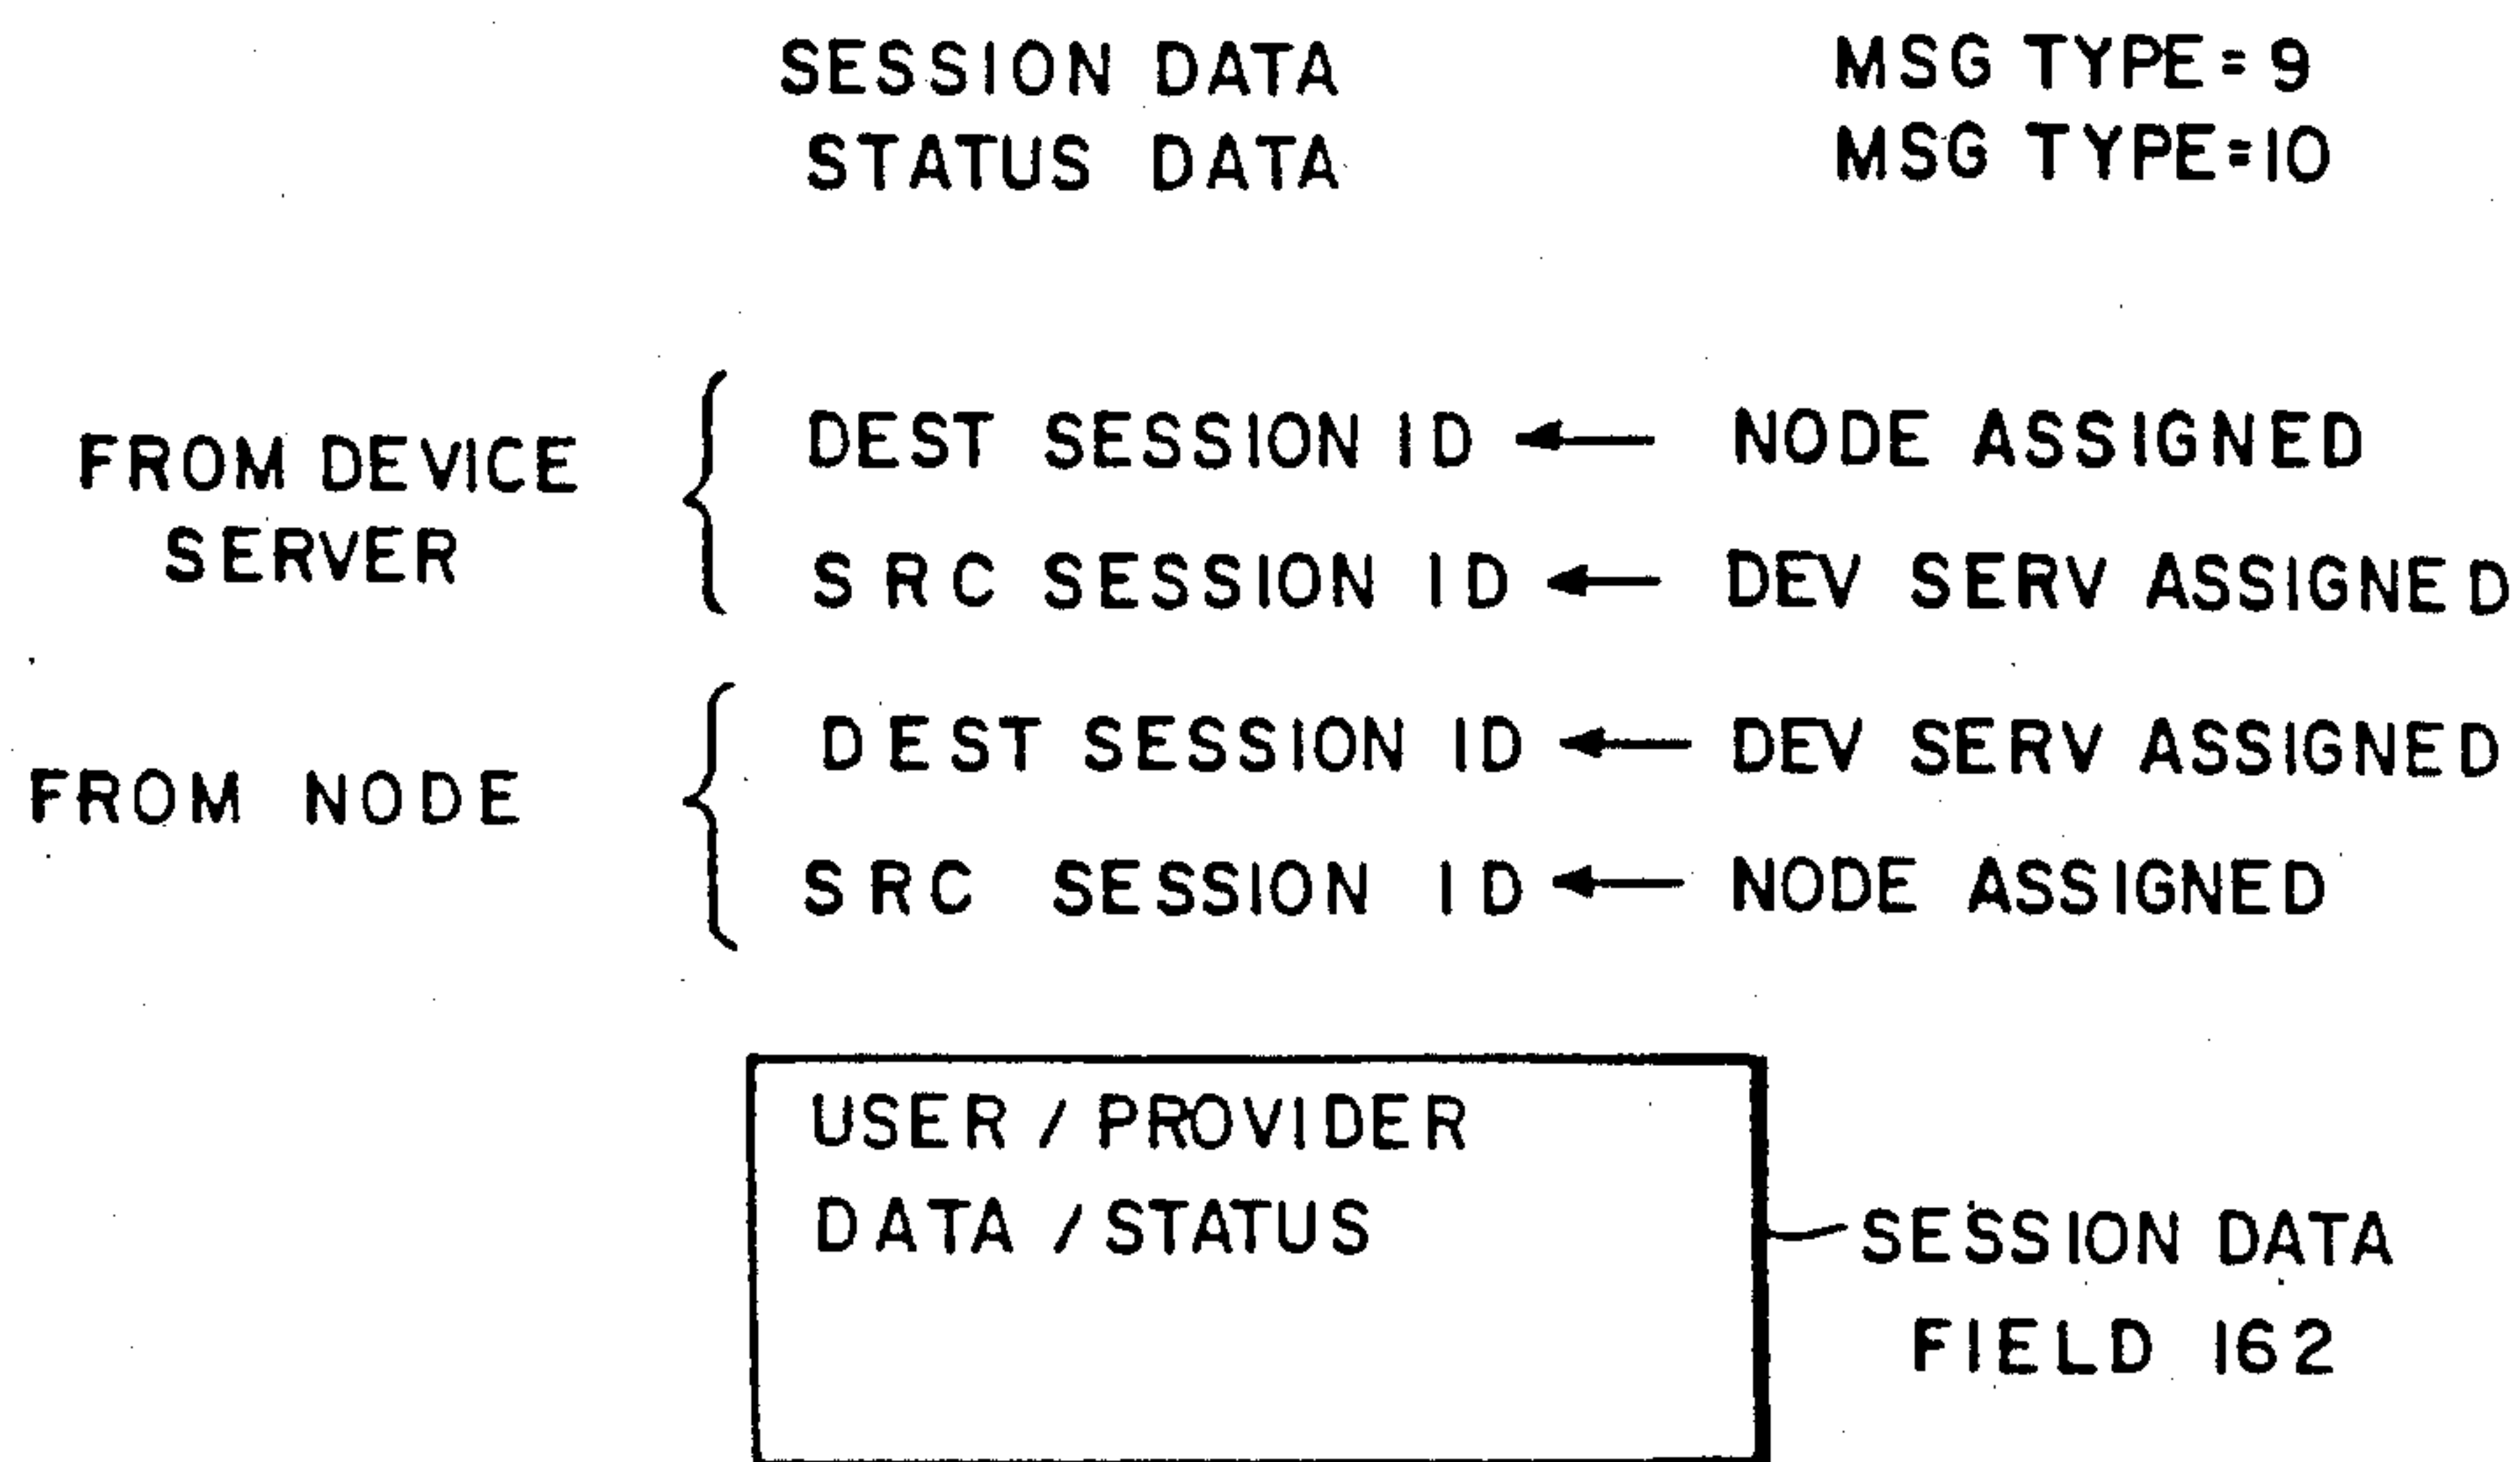 SESSION DATA MSG TYPE=9
STATUS DATA MSG TYPE=10
FROM DEVICE
SERVER
DEST SESSION ID NODE ASSIGNED
SRC SESSION ID DEV SERV ASSIGNED
FROM NODE
DEST SESSION ID DEV SERV ASSIGNED
SRC SESSION ID NODE ASSIGNED
USER / PROVIDER
DATA / STATUS
SESSION DATA
FIELD 162